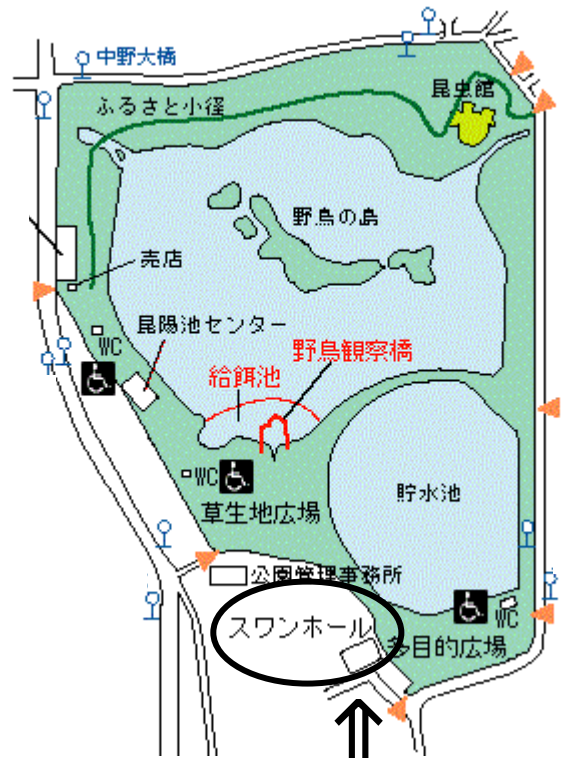 中野大橋
昆虫館
ふるさと小径
野鳥の島
売店
昆陽池センター
野鳥観察橋
WC
給餌池
WC
貯水池
草生地広場
公園管理事務所
スワンホール
WC
多目的広場